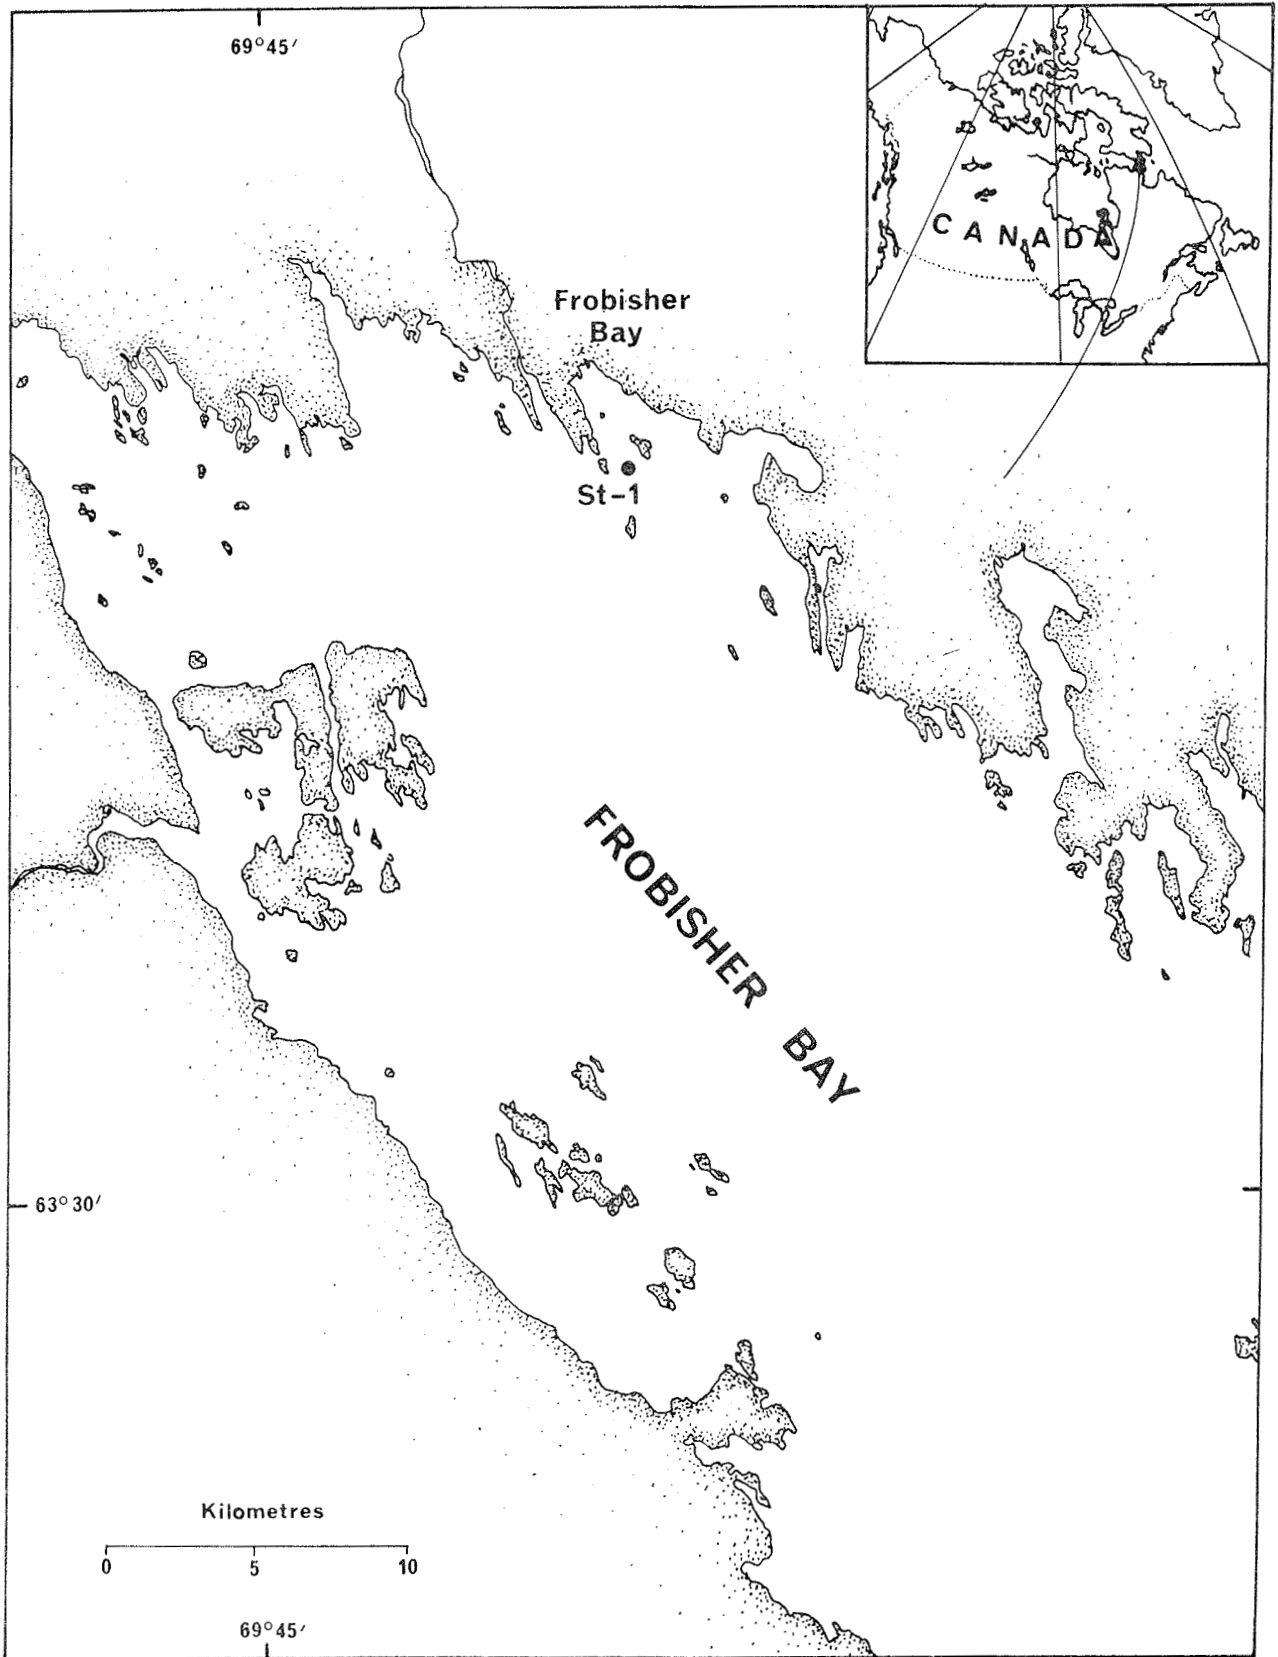 69°45′
CANADA
Frobisher
Bay
St-1
FROBISHER BAY
63°30′
Kilometres
0 5 10
69°45′